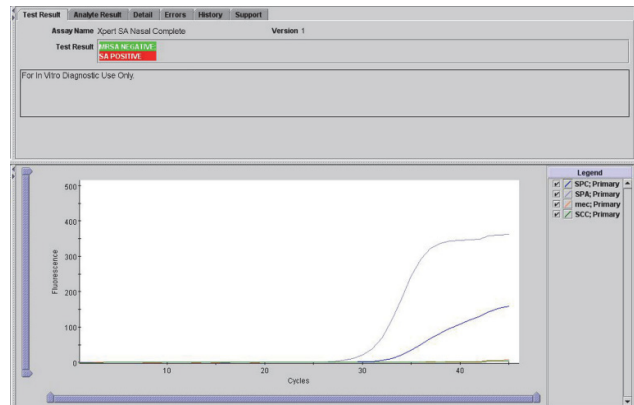 Test Result Analyte Result Detail Errors History Support
Assay Name Xpert SA Nasal Complete Version 1
Test Result MRSA NEGATIVE;
SA POSITIVE
For In Vitro Diagnostic Use Only.
Legend
SPC; Primary
SPA; Primary
mec; Primary
SCC; Primary
500
400
300
200
100
0
Fluorescence
10 20 30 40
Cycles